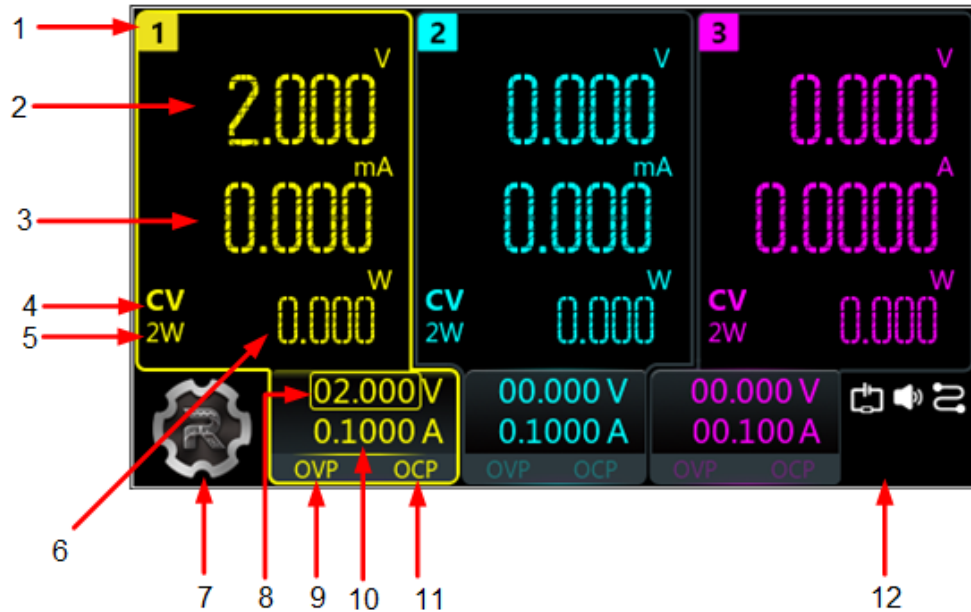 1 1 2 3
V V V
2 2.000 0.000 0.000
mA mA A
3 0.000 0.000 0.0000
W W W
4 CV 0.000 CV 0.000 CV 0.000
5 2W 2W 2W
02.000 V 00.000 V 00.000 V
8
0.1000 A 0.1000 A 00.100 A
R
OVP OCP OVP OCP OVP OCP
6
7 8 9 10 11 12